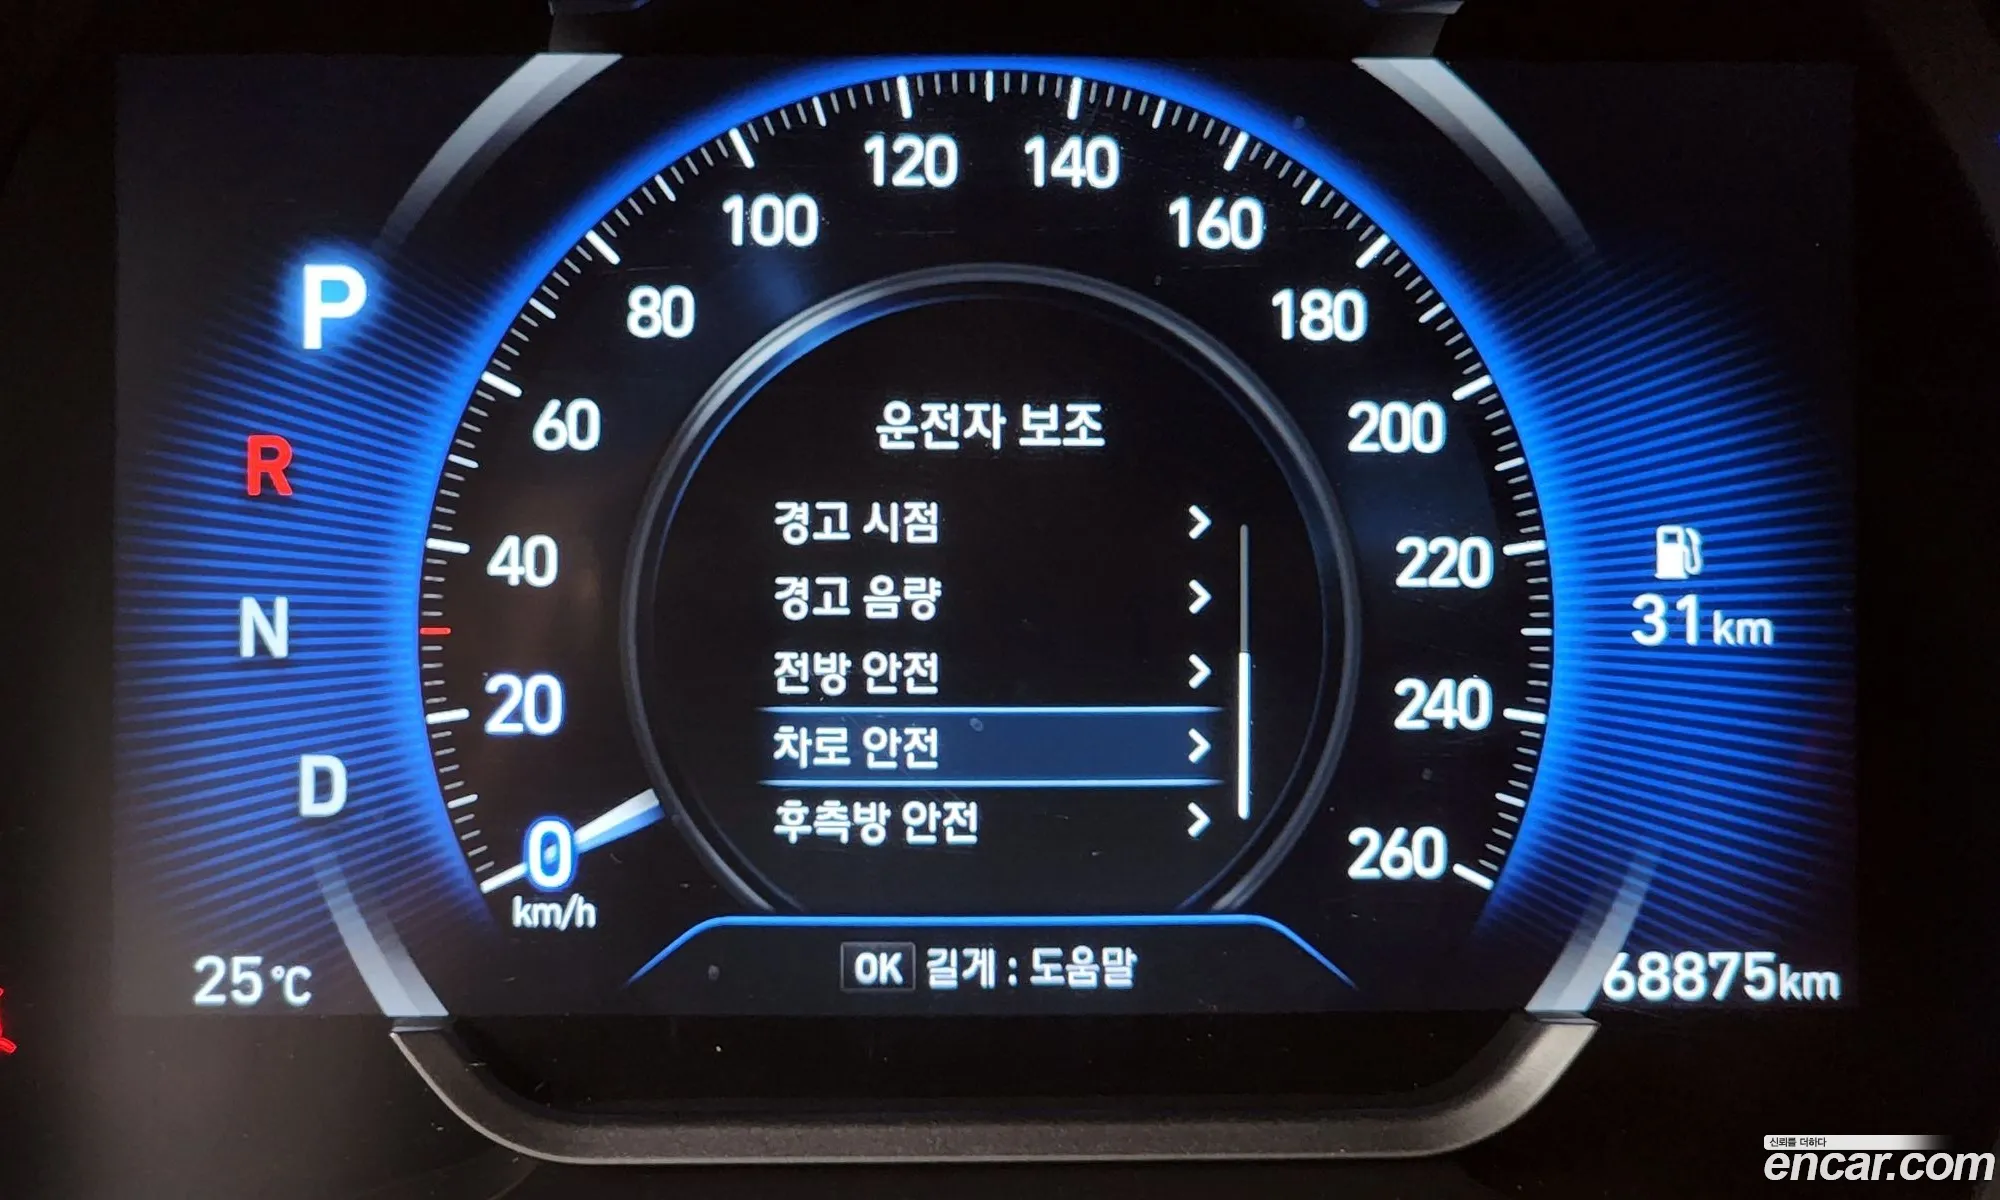 120 140
100 160
80 180
60 200
40 220
20 240
0 260
km/h
P
R
N
D
운전자 보조
경고 시점
경고 음량
전방 안전
차로 안전
후측방 안전
31km
25℃
OK 길게 : 도움말
68875km
신뢰를 더하다
encar.com